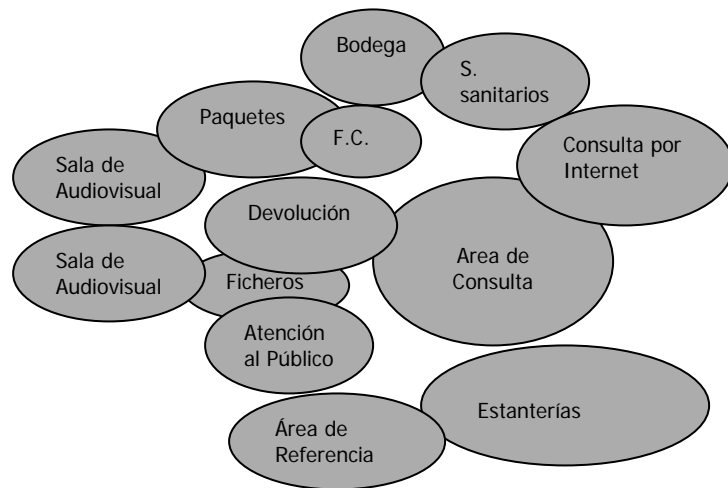 Bodega
S.
sanitarios
Paquetes
F.C.
Consulta por
Internet
Sala de
Audiovisual
Devolución
Area de
Consulta
Sala de
Audiovisual
Ficheros
Atención
al Público
Estanterías
Área de
Referencia